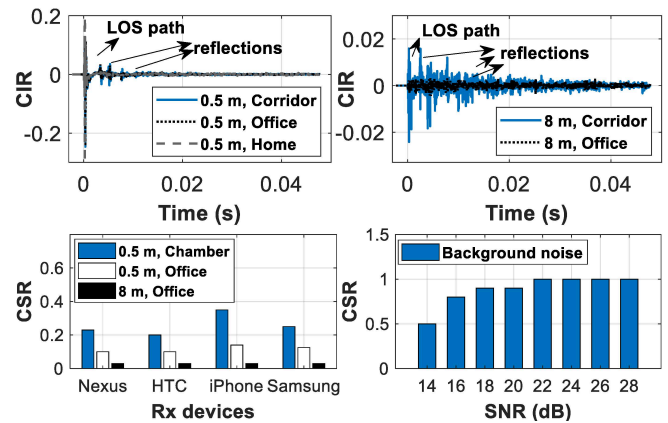 0.2
0
-0.2
CIR
LOS path
reflections
0.5 m, Corridor
0.5 m, Office
0.5 m, Home
0
0.02
0.04
Time (s)
0.02
0
-0.02
CIR
LOS path
reflections
8 m, Corridor
8 m, Office
0
0.02
0.04
Time (s)
0.6
0.4
0.2
0
CSR
0.5 m, Chamber
0.5 m, Office
8 m, Office
Nexus HTC iPhone Samsung
Rx devices
1.5
1
0.5
0
CSR
Background noise
14 16 18 20 22 24 26 28
SNR (dB)